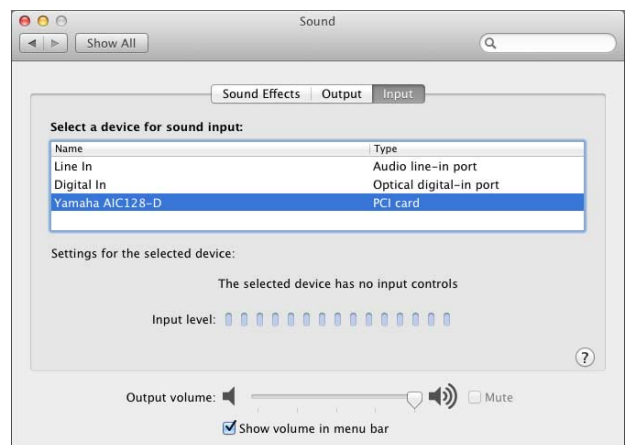 Sound
Show All
Sound Effects Output Input
Select a device for sound input:
Name Type
Line In Audio line-in port
Digital In Optical digital-in port
Yamaha AIC128-D PCI card
Settings for the selected device:
The selected device has no input controls
Input level:
?
Output volume: Mute
Show volume in menu bar